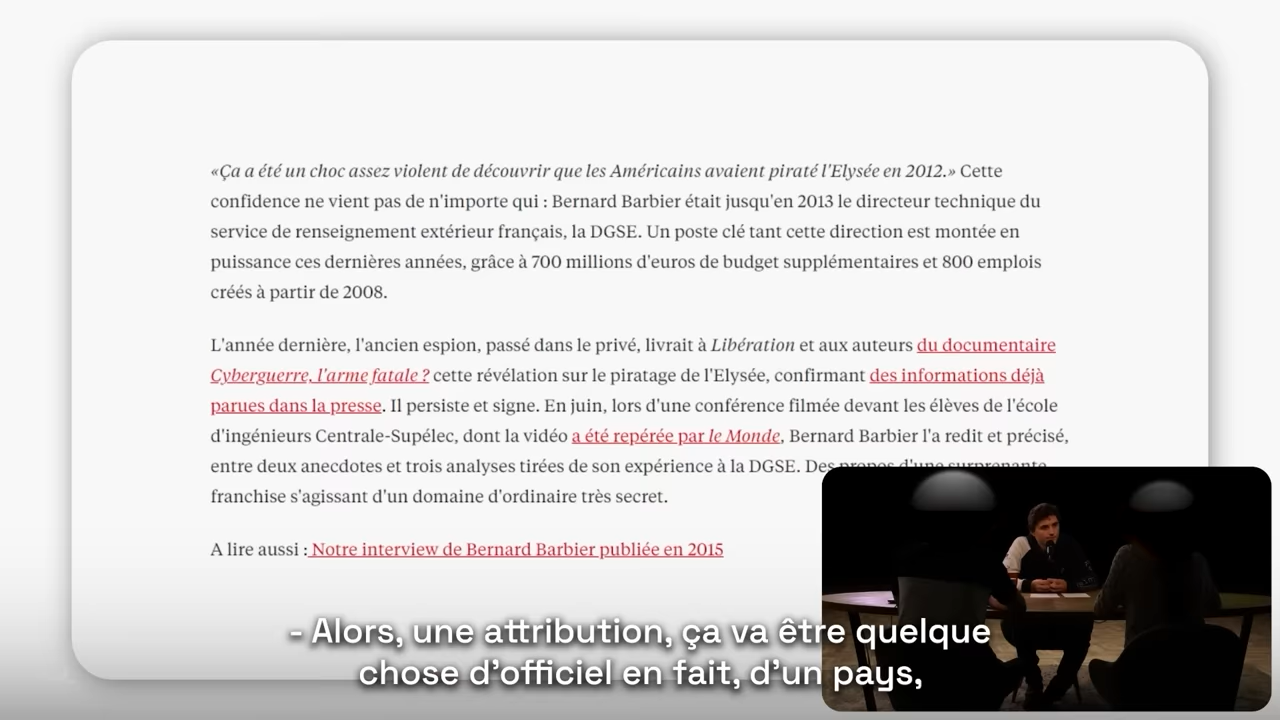 «Ça a été un choc assez violent de découvrir que les Américains avaient piraté l'Elysée en 2012.» Cette
confidence ne vient pas de n'importe qui : Bernard Barbier était jusqu'en 2013 le directeur technique du
service de renseignement extérieur français, la DGSE. Un poste clé tant cette direction est montée en
puissance ces dernières années, grâce à 700 millions d'euros de budget supplémentaires et 800 emplois
créés à partir de 2008.
L'année dernière, l'ancien espion, passé dans le privé, livrait à Libération et aux auteurs du documentaire
Cyberguerre, l'arme fatale ? cette révélation sur le piratage de l'Elysée, confirmant des informations déjà
parues dans la presse. Il persiste et signe. En juin, lors d'une conférence filmée devant les élèves de l'école
d'ingénieurs Centrale-Supélec, dont la vidéo a été repérée par le Monde, Bernard Barbier l'a redit et précisé,
entre deux anecdotes et trois analyses tirées de son expérience à la DGSE. Des propos d'une surprenante
franchise s'agissant d'un domaine d'ordinaire très secret.
A lire aussi : Notre interview de Bernard Barbier publiée en 2015
- Alors, une attribution, ça va être quelque
chose d'officiel en fait, d'un pays,